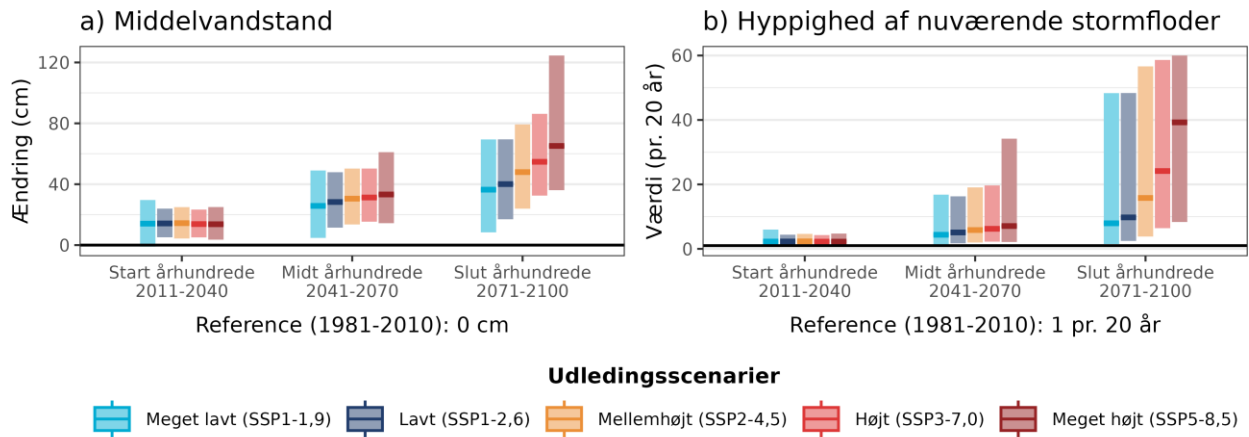 a) Middelvandstand
Ændring (cm)
120
80
40
0
Start århundrede
2011-2040
Midt århundrede
2041-2070
Slut århundrede
2071-2100
Reference (1981-2010): 0 cm
b) Hyppighed af nuværende stormfloder
Værdi (pr. 20 år)
60
40
20
0
Start århundrede
2011-2040
Midt århundrede
2041-2070
Slut århundrede
2071-2100
Reference (1981-2010): 1 pr. 20 år
Udledingsscenarier
Meget lavt (SSP1-1,9)
Lavt (SSP1-2,6)
Mellemhøjt (SSP2-4,5)
Højt (SSP3-7,0)
Meget højt (SSP5-8,5)